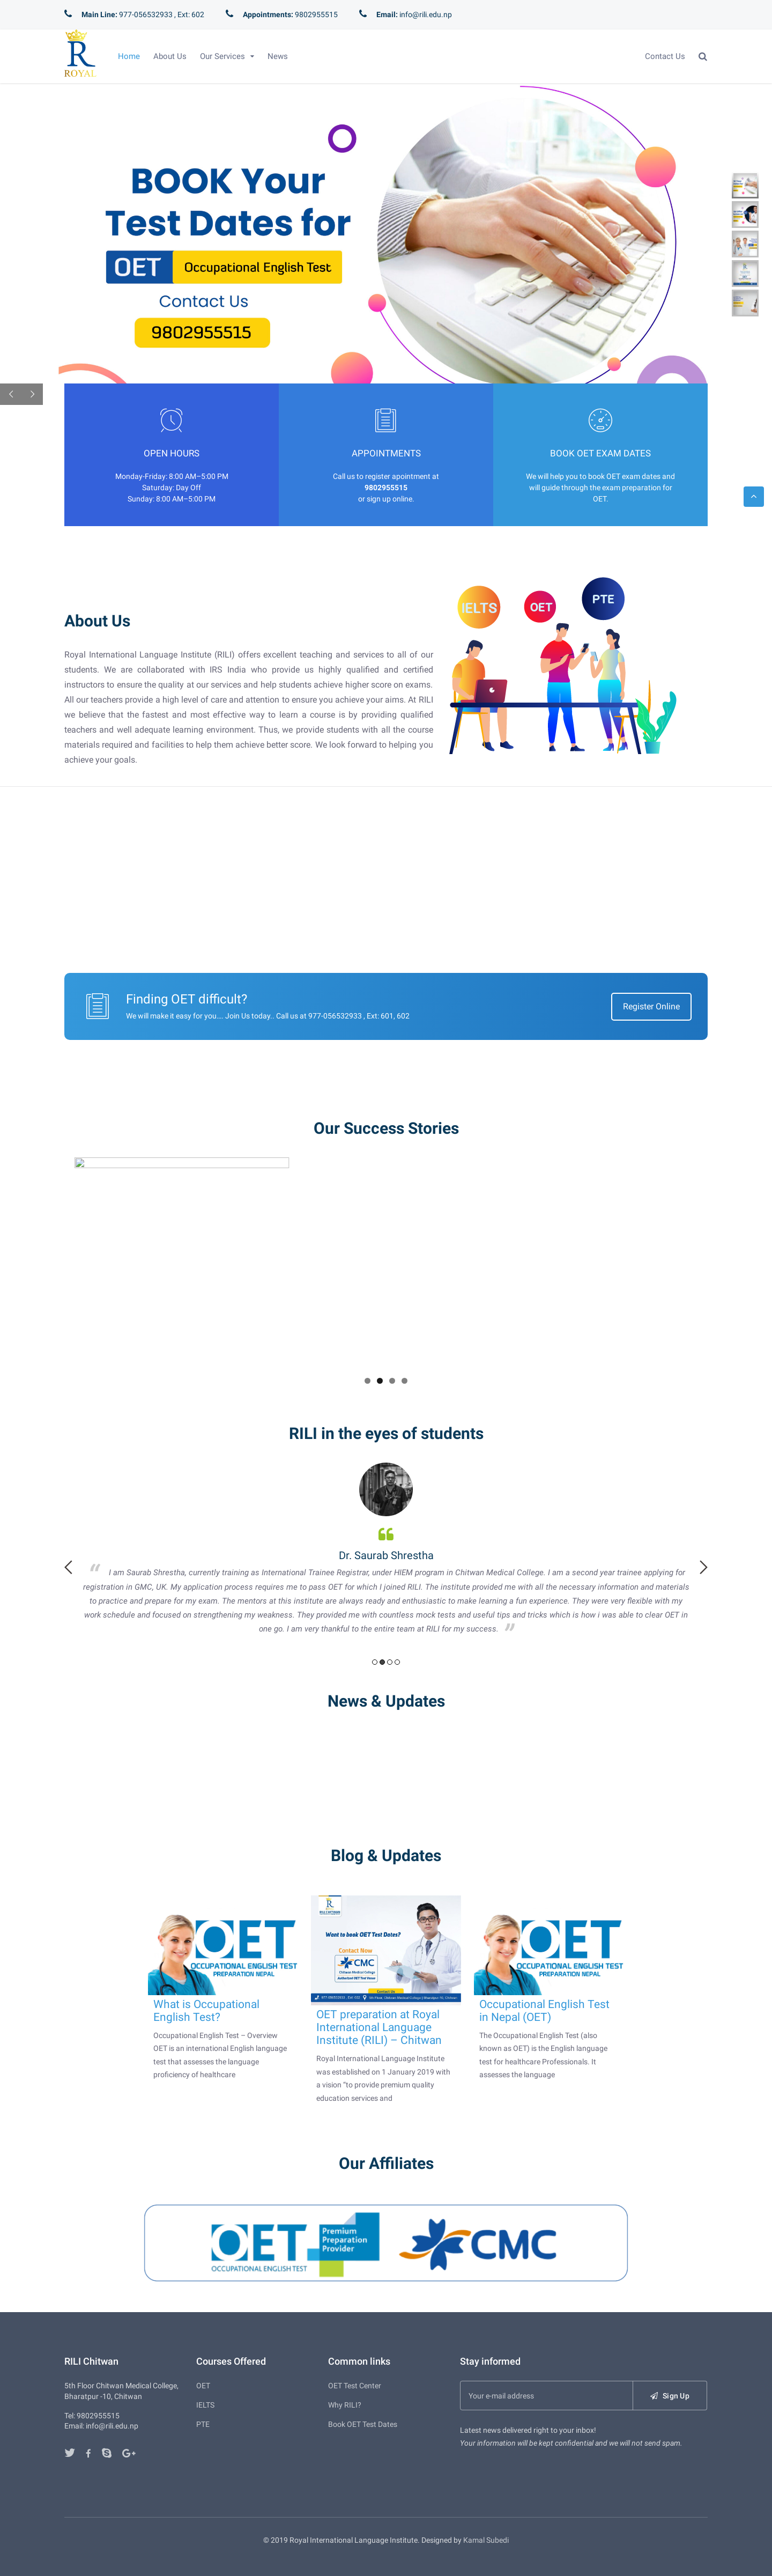 Main Line: 977-056532933 , Ext: 602
Appointments: 9802955515
Email: info@rili.edu.np
ROYAL
Home
About Us
Our Services
News
Contact Us
BOOK Your
Test Dates for
OET Occupational English Test
Contact Us
9802955515
OPEN HOURS
Monday-Friday: 8:00 AM–5:00 PM
Saturday: Day Off
Sunday: 8:00 AM–5:00 PM
APPOINTMENTS
Call us to register apointment at
9802955515
or sign up online.
BOOK OET EXAM DATES
We will help you to book OET exam dates and
will guide through the exam preparation for
OET.
About Us
Royal International Language Institute (RILI) offers excellent teaching and services to all of our
students. We are collaborated with IRS India who provide us highly qualified and certified
instructors to ensure the quality at our services and help students achieve higher score on exams.
All our teachers provide a high level of care and attention to ensure you achieve your aims. At RILI
we believe that the fastest and most effective way to learn a course is by providing qualified
teachers and well adequate learning environment. Thus, we provide students with all the course
materials required and facilities to help them achieve better score. We look forward to helping you
achieve your goals.
IELTS
OET
PTE
Finding OET difficult?
We will make it easy for you.... Join Us today.. Call us at 977-056532933 , Ext: 601, 602
Register Online
Our Success Stories
RILI in the eyes of students
Dr. Saurab Shrestha
I am Saurab Shrestha, currently training as International Trainee Registrar, under HIEM program in Chitwan Medical College. I am a second year trainee applying for
registration in GMC, UK. My application process requires me to pass OET for which I joined RILI. The institute provided me with all the necessary information and materials
to practice and prepare for my exam. The mentors at this institute are always ready and enthusiastic to make learning a fun experience. They were very flexible with my
work schedule and focused on strengthening my weakness. They provided me with countless mock tests and useful tips and tricks which is how i was able to clear OET in
one go. I am very thankful to the entire team at RILI for my success.
News & Updates
Blog & Updates
OET
OCCUPATIONAL ENGLISH TEST
PREPARATION NEPAL
What is Occupational
English Test?
Occupational English Test – Overview
OET is an international English language
test that assesses the language
proficiency of healthcare
Want to book OET Test Dates?
Contact Now
CMC
Contact Us
OET preparation at Royal
International Language
Institute (RILI) – Chitwan
Royal International Language Institute
was established on 1 January 2019 with
a vision “to provide premium quality
education services and
OET
OCCUPATIONAL ENGLISH TEST
PREPARATION NEPAL
Occupational English Test
in Nepal (OET)
The Occupational English Test (also
known as OET) is the English language
test for healthcare Professionals. It
assesses the language
Our Affiliates
OET
OCCUPATIONAL ENGLISH TEST
Premium
Preparation
Provider
CMC
RILI Chitwan
5th Floor Chitwan Medical College,
Bharatpur -10, Chitwan
Tel: 9802955515
Email: info@rili.edu.np
Courses Offered
OET
IELTS
PTE
Common links
OET Test Center
Why RILI?
Book OET Test Dates
Stay informed
Your e-mail address
Sign Up
Latest news delivered right to your inbox!
Your information will be kept confidential and we will not send spam.
© 2019 Royal International Language Institute. Designed by Kamal Subedi